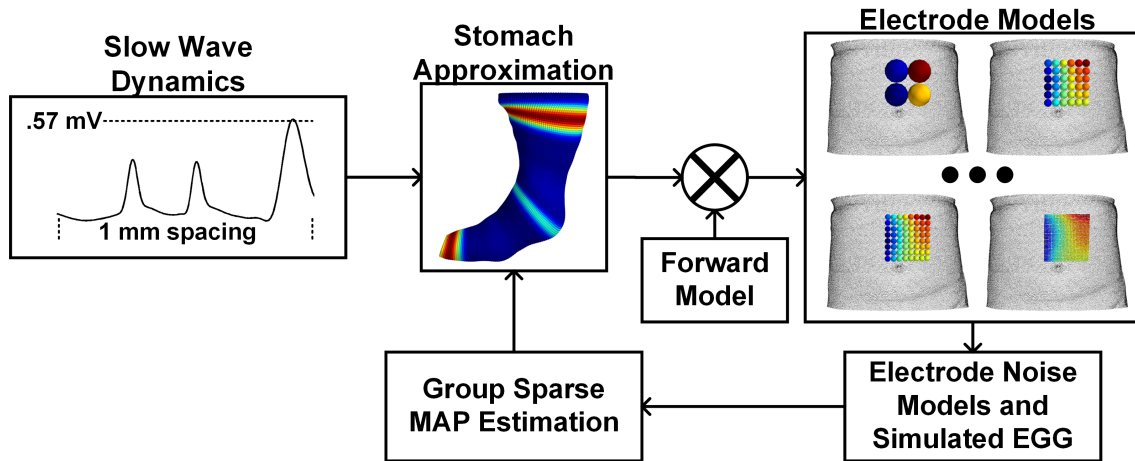 Slow Wave
Dynamics
.57 mV
1 mm spacing
Stomach
Approximation
Forward
Model
Electrode Models
Group Sparse
MAP Estimation
Electrode Noise
Models and
Simulated EGG